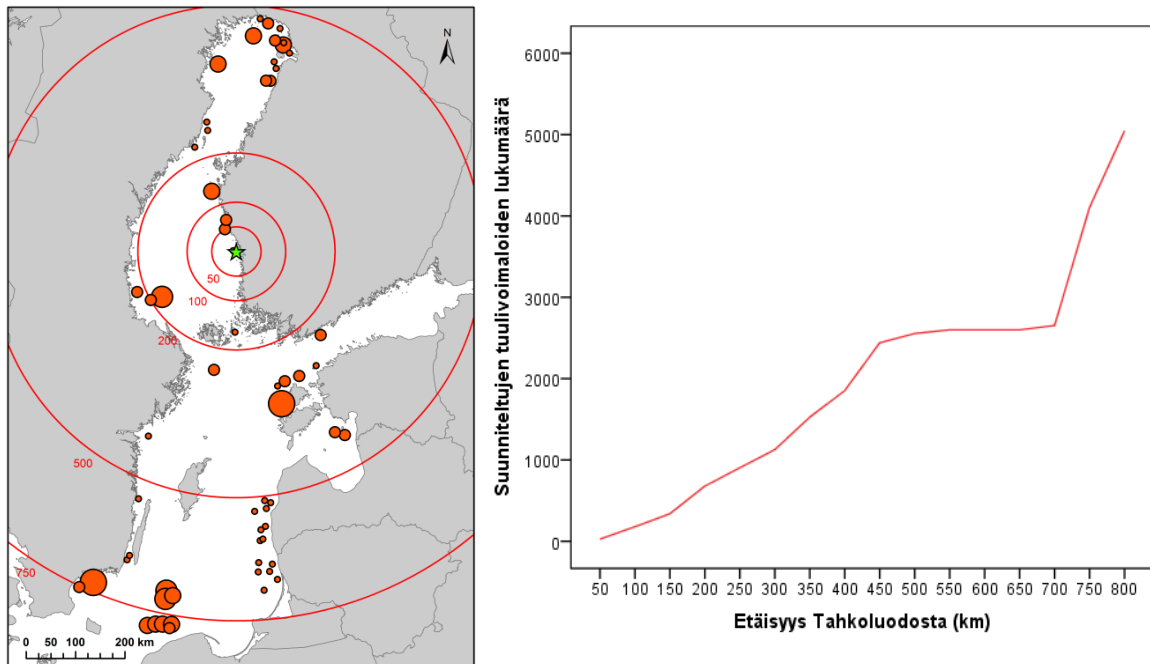 N
50
100
200
500
750
0 50 100 200 km
Suunniteltujen tuulivoimaloiden lukumäärä
6000
5000
4000
3000
2000
1000
0
50 100 150 200 250 300 350 400 450 500 550 600 650 700 750 800
Etäisyys Tahkoluodosta (km)